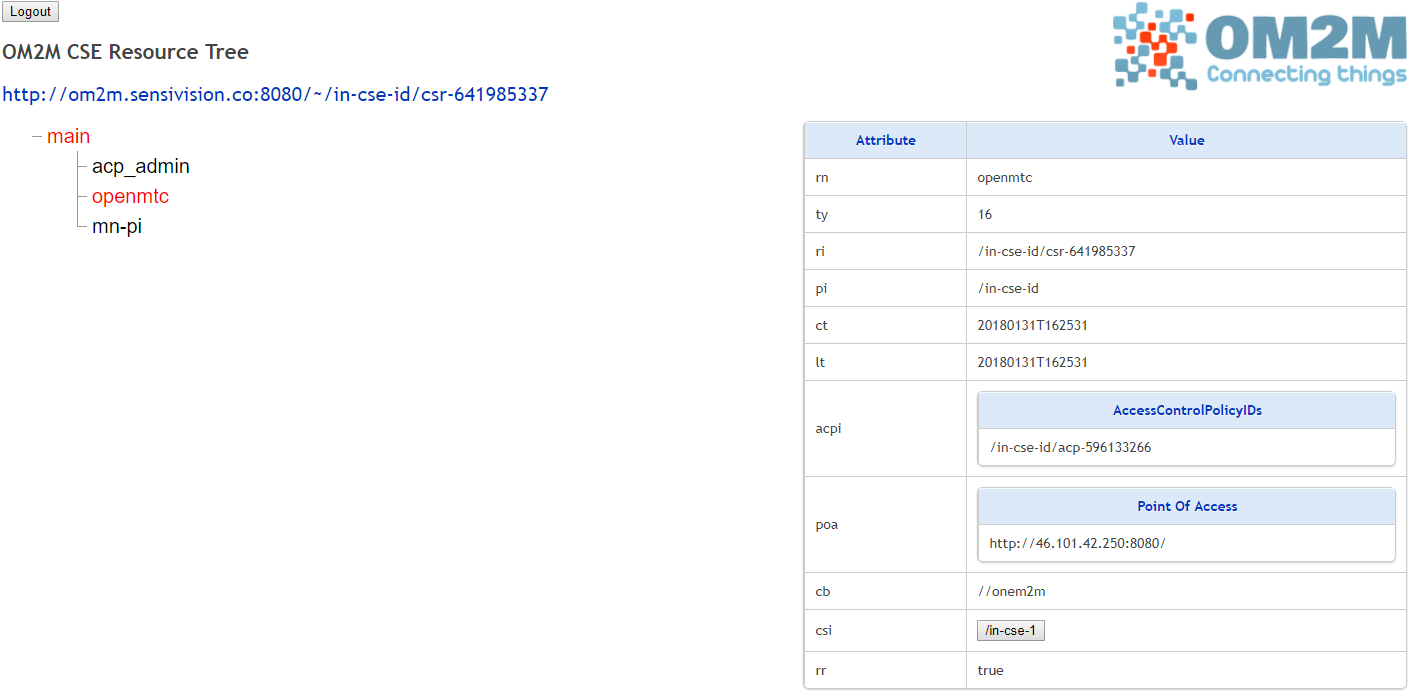 Logout
OM2M CSE Resource Tree
OM2M
Connecting things
http://om2m.sensivision.co:8080/~/in-cse-id/csr-641985337
main
acp_admin
openmtc
mn-pi
Attribute Value
rn openmtc
ty 16
ri /in-cse-id/csr-641985337
pi /in-cse-id
ct 20180131T162531
lt 20180131T162531
acpi
AccessControlPolicyIDs
/in-cse-id/acp-596133266
poa
Point Of Access
http://46.101.42.250:8080/
cb //onem2m
csi /in-cse-1
rr true